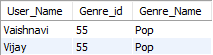 User_Name Genre_id Genre_Name
Vaishnavi 55 Pop
Vijay 55 Pop